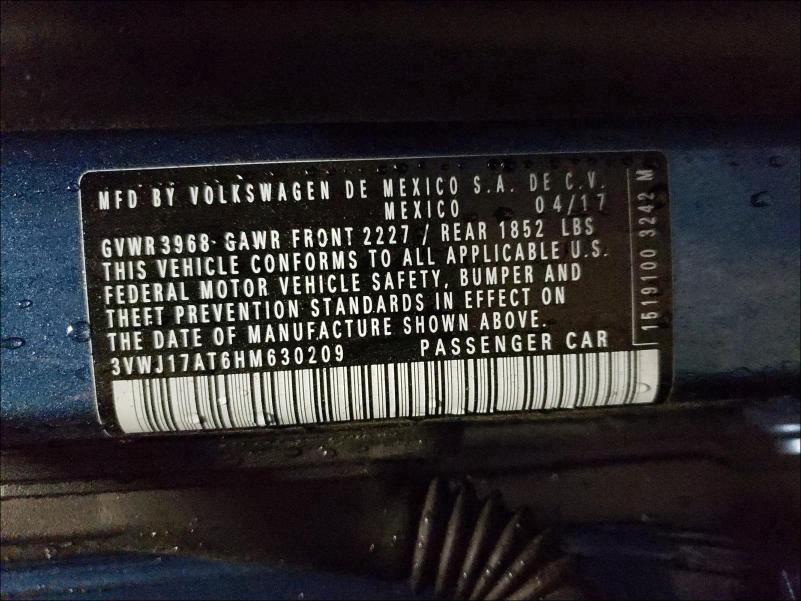 MFD BY VOLKSWAGEN DE MEXICO S.A. DE C.V.
MEXICO 04/17
GVWR 3968- GAWR FRONT 2227 / REAR 1852 LBS
THIS VEHICLE CONFORMS TO ALL APPLICABLE U.S.
FEDERAL MOTOR VEHICLE SAFETY, BUMPER AND
THEFT PREVENTION STANDARDS IN EFFECT ON
THE DATE OF MANUFACTURE SHOWN ABOVE.
3VWJ17AT6HM630209 PASSENGER CAR
1519100 3242 M